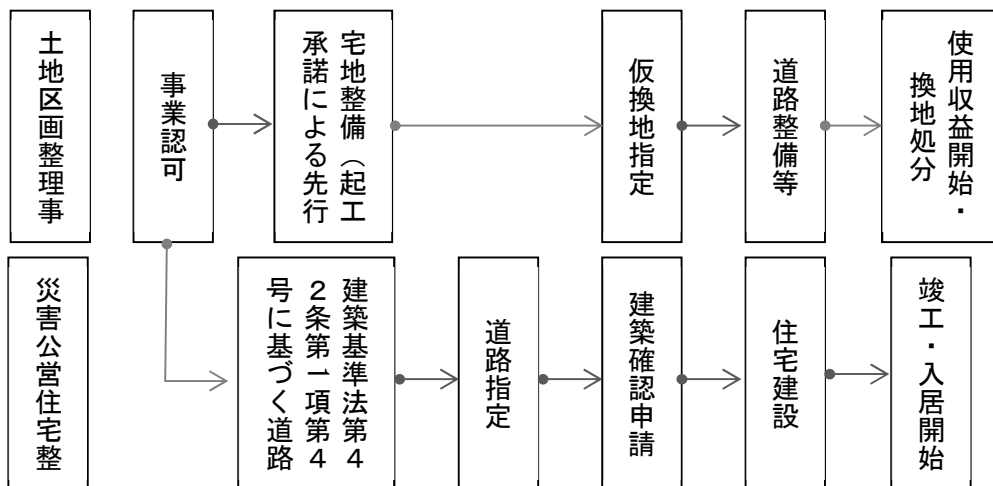 土地区画整理事
事業認可
宅地整備（起工
承諾による先行
仮換地指定
道路整備等
使用収益開始・
換地処分
災害公営住宅整
建築基準法第４
２条第１項第４
号に基づく道路
道路指定
建築確認申請
住宅建設
竣工・入居開始